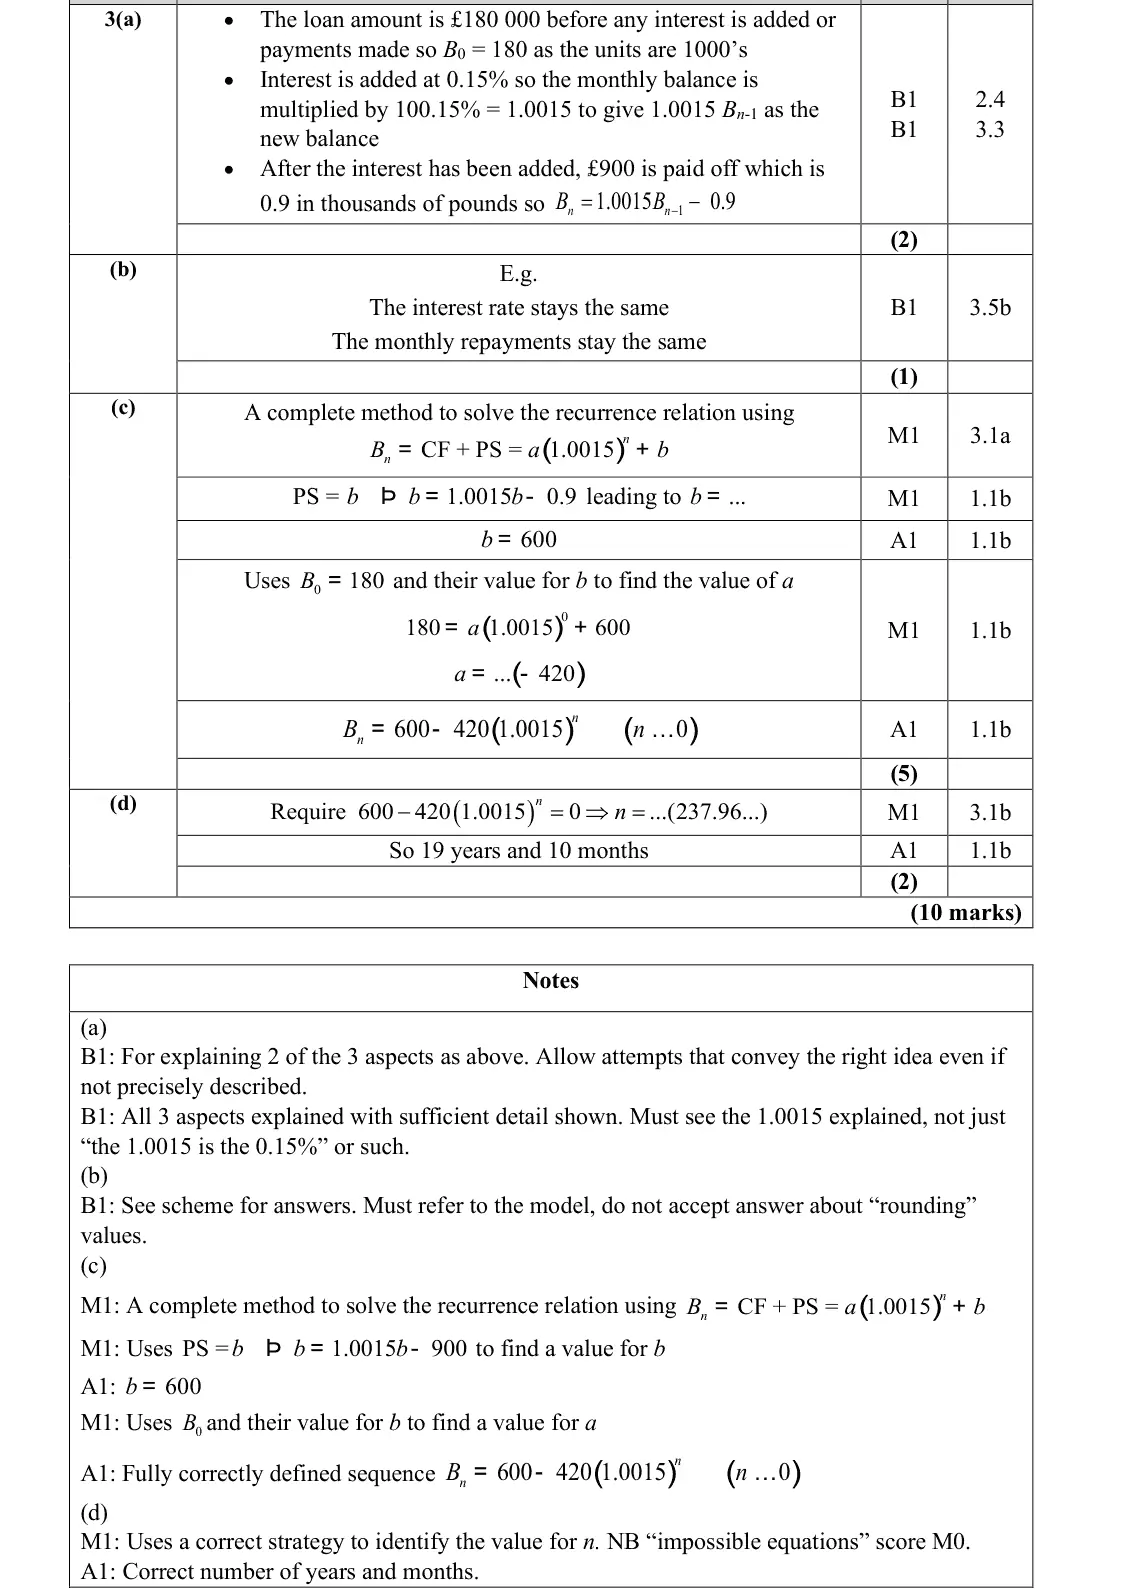 3(a)
• The loan amount is £180 000 before any interest is added or
payments made so B₀ = 180 as the units are 1000’s
• Interest is added at 0.15% so the monthly balance is
multiplied by 100.15% = 1.0015 to give 1.0015 Bₙ₋₁ as the
new balance
• After the interest has been added, £900 is paid off which is
0.9 in thousands of pounds so Bₙ = 1.0015Bₙ₋₁ − 0.9
B1 2.4
B1 3.3
(2)
(b)
E.g.
The interest rate stays the same
The monthly repayments stay the same
B1 3.5b
(1)
(c)
A complete method to solve the recurrence relation using
Bₙ = CF + PS = a(1.0015)ⁿ + b
M1 3.1a
PS = b Þ b = 1.0015b - 0.9 leading to b = ... M1 1.1b
b = 600 A1 1.1b
Uses B₀ = 180 and their value for b to find the value of a
180 = a(1.0015)⁰ + 600
a = ...(- 420)
M1 1.1b
Bₙ = 600 - 420(1.0015)ⁿ (n …0) A1 1.1b
(5)
(d)
Require 600 − 420(1.0015)ⁿ = 0 ⇒ n = ...(237.96...) M1 3.1b
So 19 years and 10 months A1 1.1b
(2)
(10 marks)
Notes
(a)
B1: For explaining 2 of the 3 aspects as above. Allow attempts that convey the right idea even if
not precisely described.
B1: All 3 aspects explained with sufficient detail shown. Must see the 1.0015 explained, not just
“the 1.0015 is the 0.15%” or such.
(b)
B1: See scheme for answers. Must refer to the model, do not accept answer about “rounding”
values.
(c)
M1: A complete method to solve the recurrence relation using Bₙ = CF + PS = a(1.0015)ⁿ + b
M1: Uses PS = b Þ b = 1.0015b - 900 to find a value for b
A1: b = 600
M1: Uses B₀ and their value for b to find a value for a
A1: Fully correctly defined sequence Bₙ = 600 - 420(1.0015)ⁿ (n …0)
(d)
M1: Uses a correct strategy to identify the value for n. NB “impossible equations” score M0.
A1: Correct number of years and months.